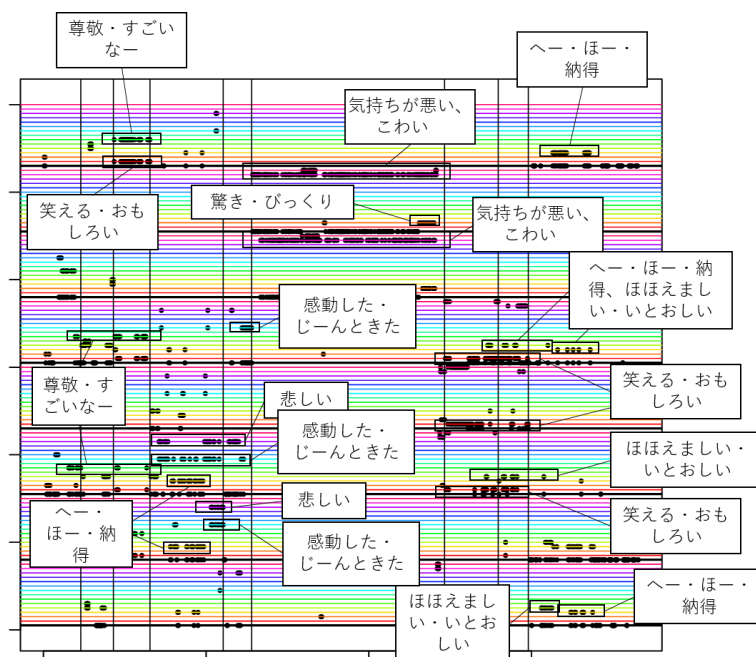 尊敬・すごい
なー
へー・ほー・
納得
気持ちが悪い、
こわい
笑える・おも
しろい
驚き・びっくり
気持ちが悪い、
こわい
へー・ほー・納
得、ほほえましい
・いとおしい
感動した・
じーんときた
尊敬・す
ごいなー
笑える・おも
しろい
悲しい
感動した・
じーんときた
ほほえましい・
いとおしい
悲しい
へー・
ほー・納
得
笑える・おも
しろい
感動した・
じーんときた
ほほえまし
い・いとお
しい
へー・ほー・
納得